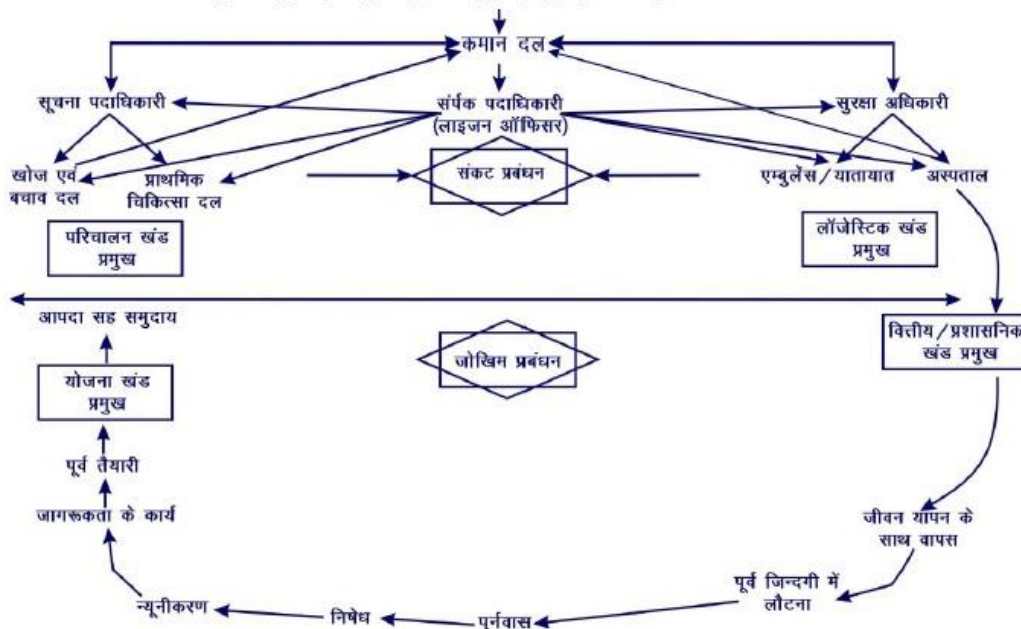 कमान दल
सूचना पदाधिकारी
संर्पक पदाधिकारी
(लाइजन ऑफिसर)
सुरक्षा अधिकारी
खोज एवं
बचाव दल
प्राथमिक
चिकित्सा दल
संकट प्रबंधन
एम्बुलेंस/यातायात
अस्पताल
परिचालन खंड
प्रमुख
लॉजेस्टिक खंड
प्रमुख
आपदा सह समुदाय
जोखिम प्रबंधन
वित्तीय/प्रशासनिक
खंड प्रमुख
योजना खंड
प्रमुख
पूर्व तैयारी
जागरूकता के कार्य
जीवन यापन के
साथ वापस
पूर्व जिन्दगी में
लौटना
न्यूनीकरण
निषेध
पूर्नवास